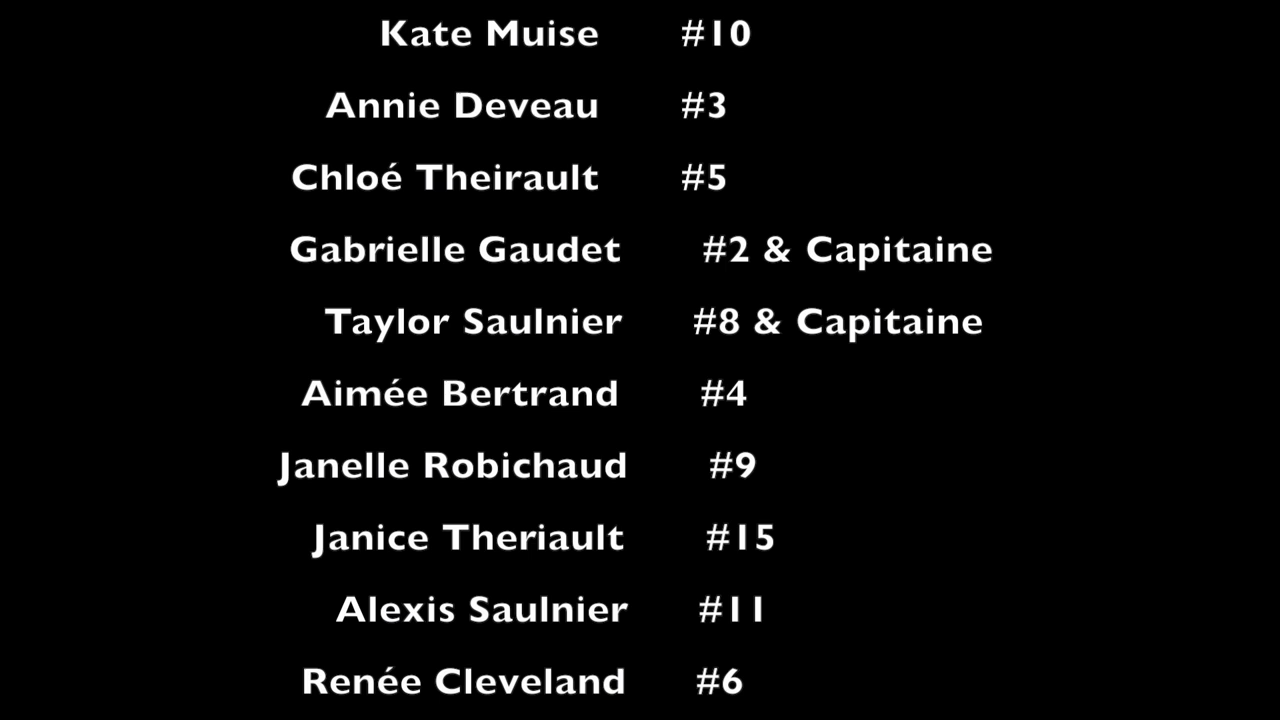 Kate Muise #10
Annie Deveau #3
Chloé Theirault #5
Gabrielle Gaudet #2 & Capitaine
Taylor Saulnier #8 & Capitaine
Aimée Bertrand #4
Janelle Robichaud #9
Janice Theriault #15
Alexis Saulnier #11
Renée Cleveland #6